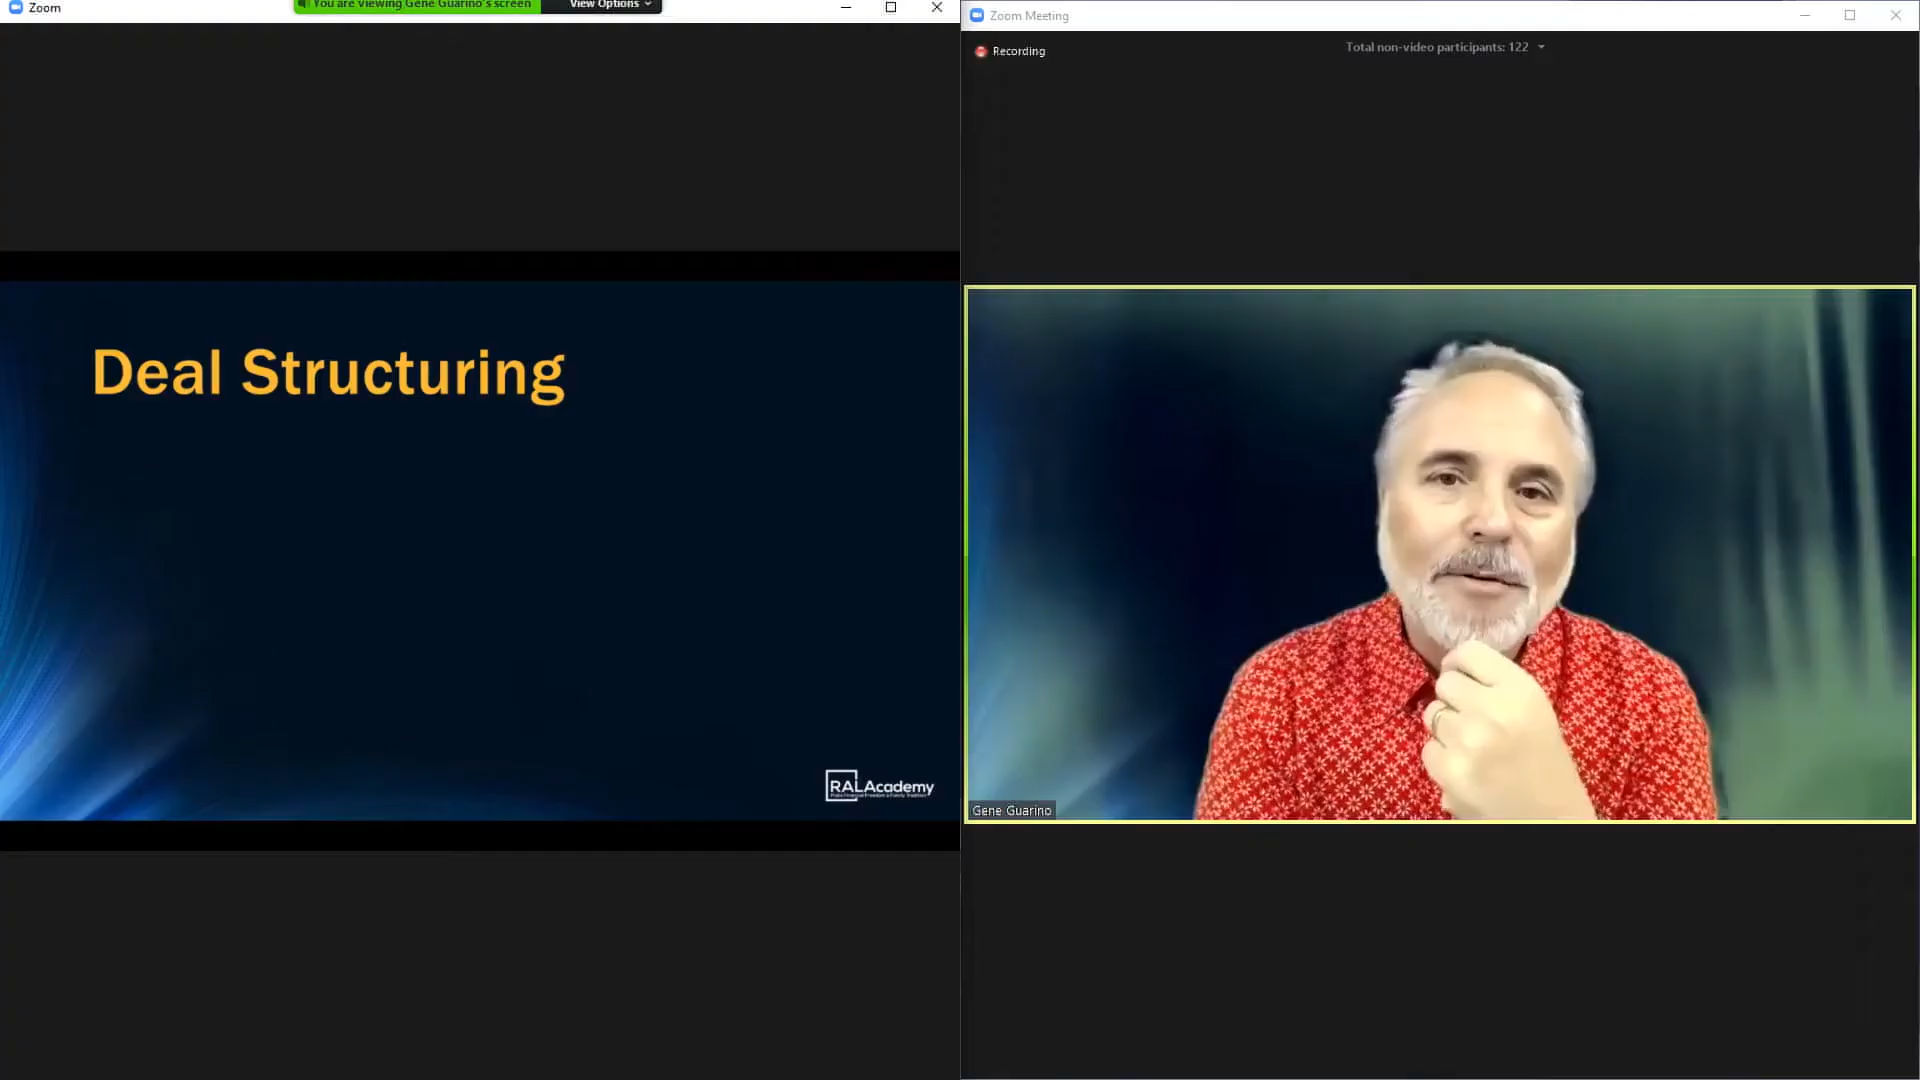 Zoom
You are viewing Gene Guarino's screen
View Options
Zoom Meeting
Recording
Total non-video participants: 122
Deal Structuring
RALAcademy
Gene Guarino